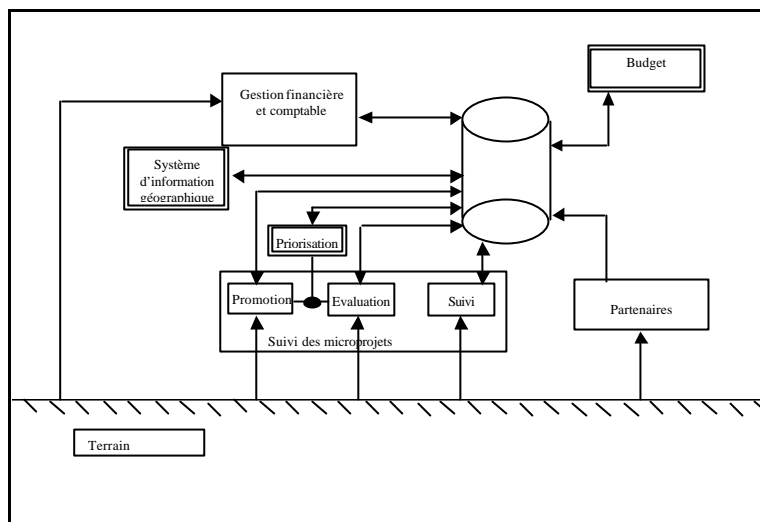 Budget
Gestion financière
et comptable
Système
d'information
géographique
Priorisation
Promotion
Evaluation
Suivi
Partenaires
Suivi des microprojets
Terrain